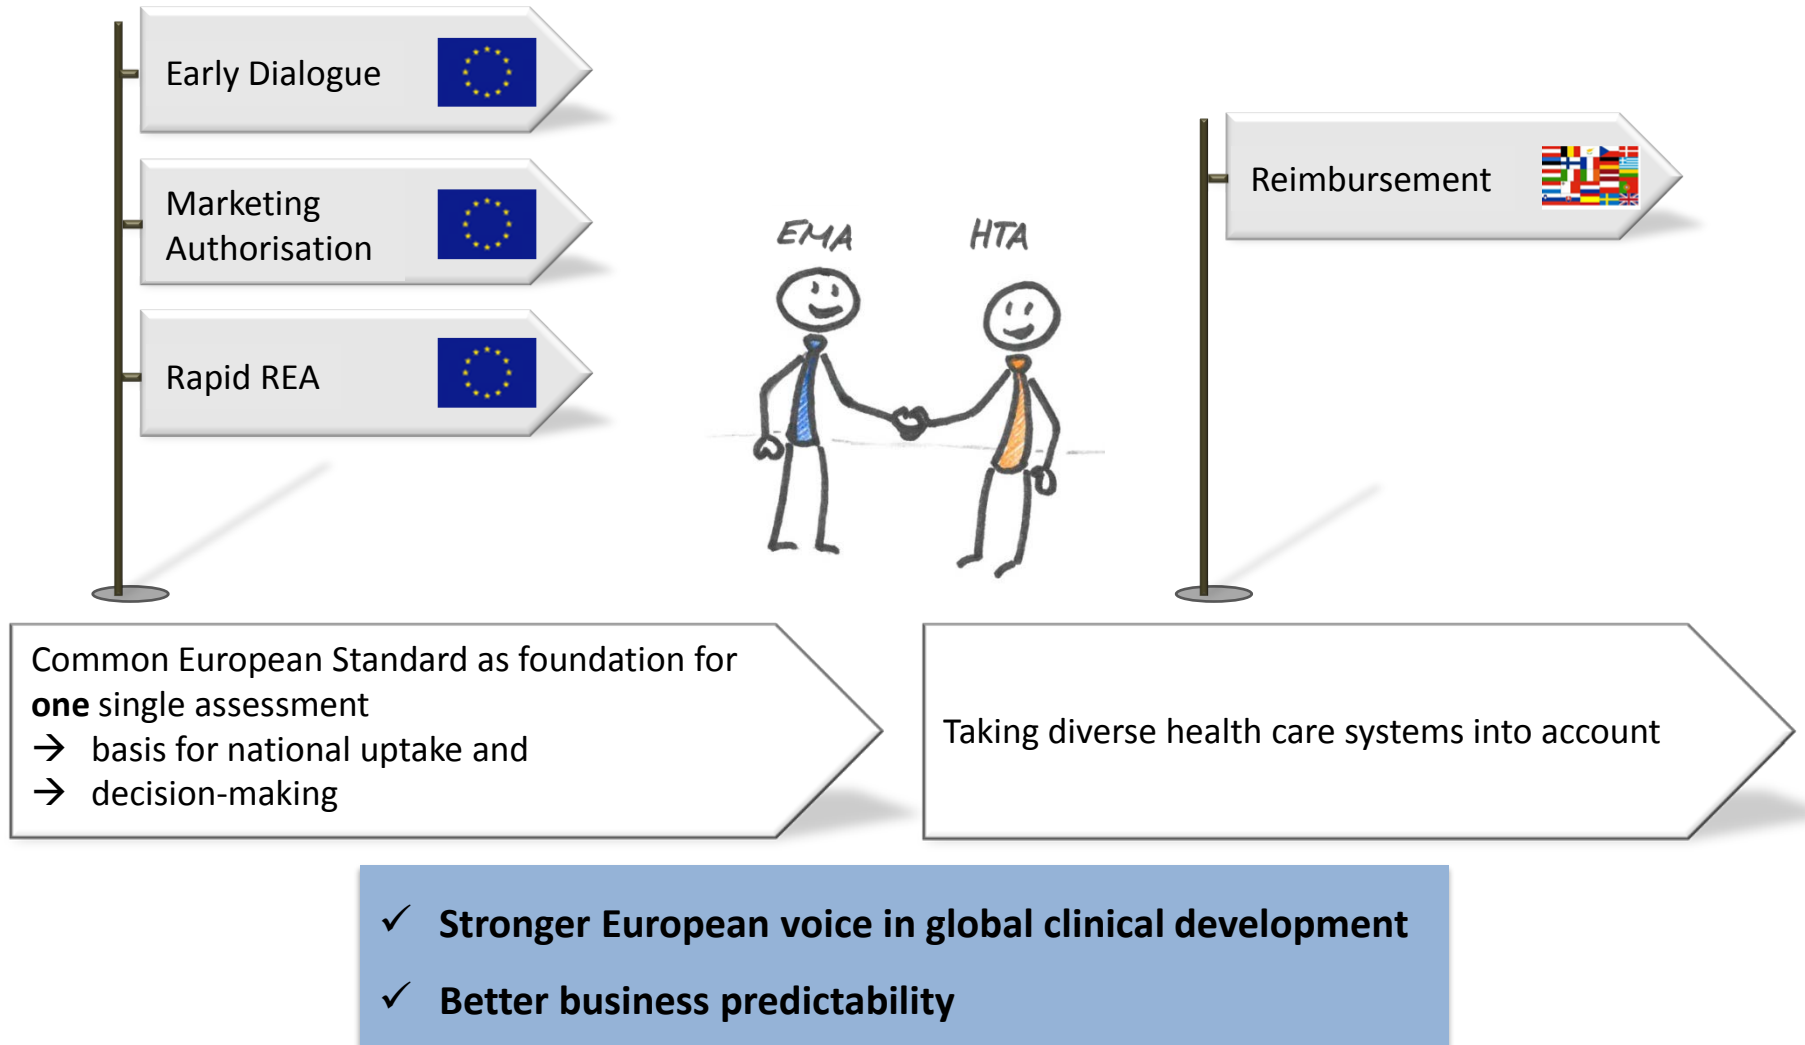 Early Dialogue
Marketing
Authorisation
Rapid REA
EMA
HTA
Reimbursement
Common European Standard as foundation for
one single assessment
→ basis for national uptake and
→ decision-making
Taking diverse health care systems into account
✓ Stronger European voice in global clinical development
✓ Better business predictability